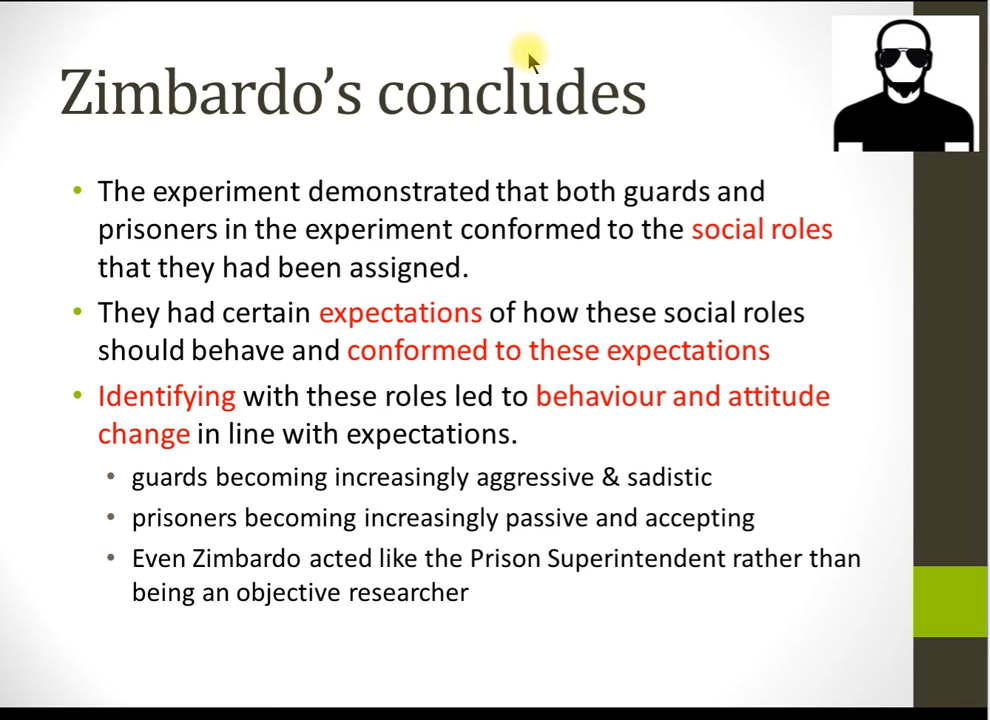 Zimbardo's concludes
• The experiment demonstrated that both guards and
prisoners in the experiment conformed to the social roles
that they had been assigned.
• They had certain expectations of how these social roles
should behave and conformed to these expectations
• Identifying with these roles led to behaviour and attitude
change in line with expectations.
• guards becoming increasingly aggressive & sadistic
• prisoners becoming increasingly passive and accepting
• Even Zimbardo acted like the Prison Superintendent rather than
being an objective researcher